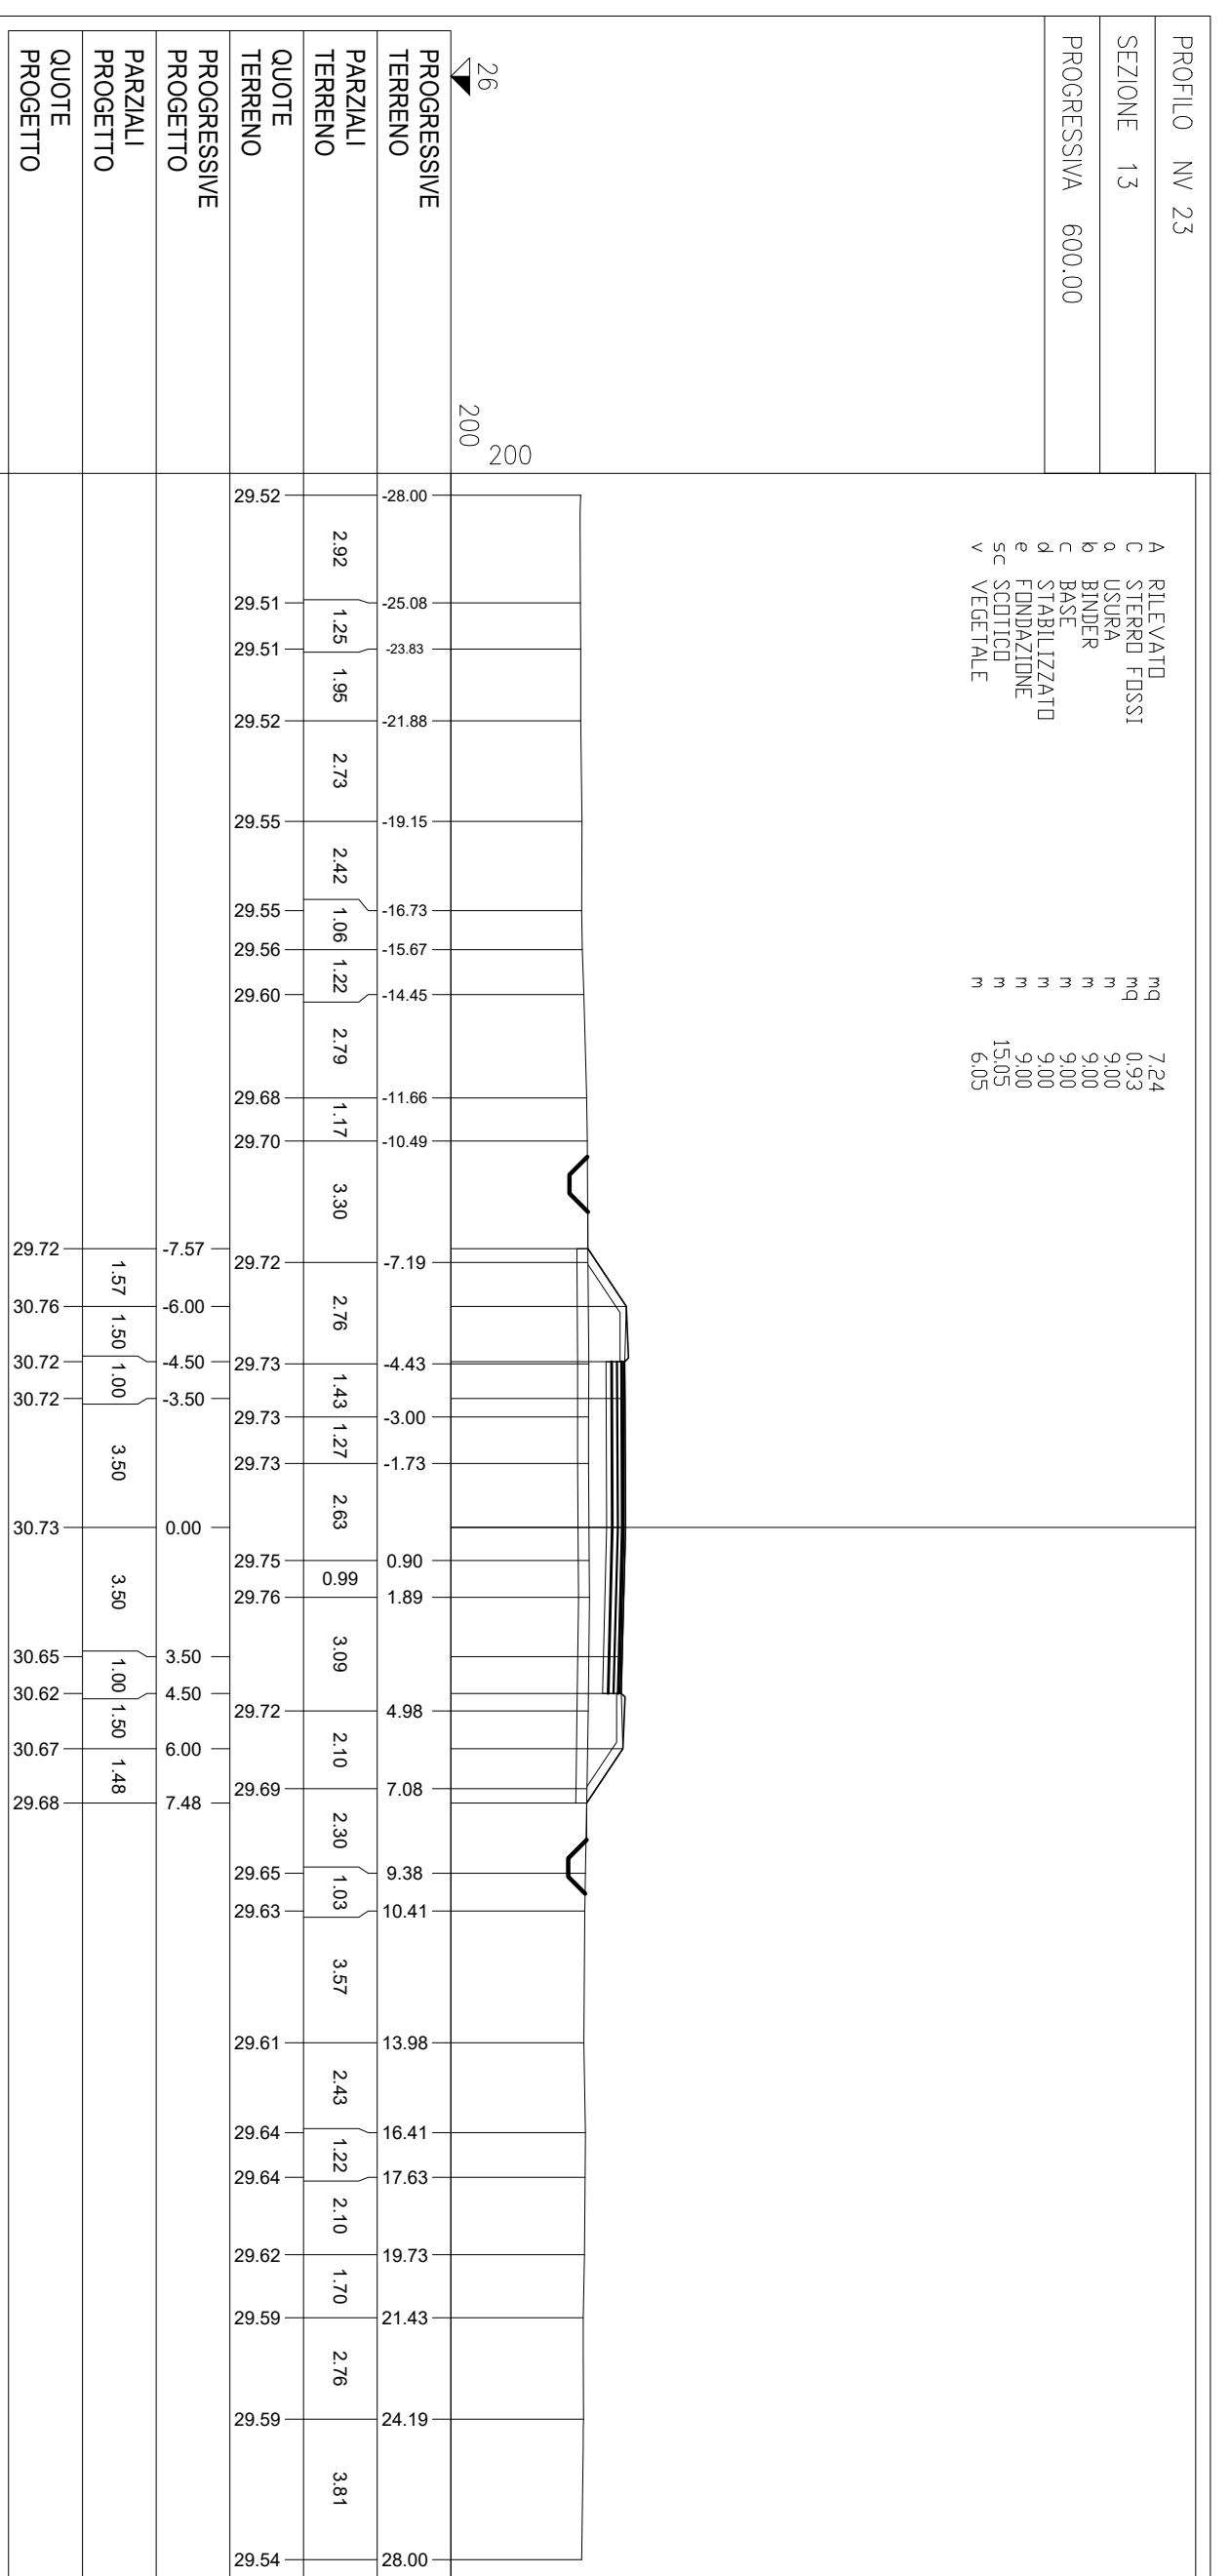 PROFILO NV 23
SEZIONE 13
PROGRESSIVA 600.00
A RILEVATO mq 7.24
C STERRO FOSSI mq 0.93
a USURA m 9.00
b BINDER m 9.00
c BASE m 9.00
d STABILIZZATO m 9.00
e FONDAZIONE m 9.00
sc SCOTICO m 15.05
v VEGETALE m 6.05
200
26 200
PROGRESSIVE
TERRENO
-28.00 -25.08 -23.83 -21.88 -19.15 -16.73 -15.67 -14.45 -11.66 -10.49 -7.19 -4.43 -3.00 -1.73 0.90 1.89 4.98 7.08 9.38 10.41 13.98 16.41 17.63 19.73 21.43 24.19 28.00
PARZIALI
TERRENO
2.92 1.25 1.95 2.73 2.42 1.06 1.22 2.79 1.17 3.30 2.76 1.43 1.27 2.63 0.99 3.09 2.10 2.30 1.03 3.57 2.43 1.22 2.10 1.70 2.76 3.81
QUOTE
TERRENO
29.52 29.51 29.51 29.52 29.55 29.55 29.56 29.60 29.68 29.70 29.72 29.73 29.73 29.73 29.75 29.76 29.72 29.69 29.65 29.63 29.61 29.64 29.64 29.62 29.59 29.59 29.54
PROGRESSIVE
PROGETTO
-7.57 -6.00 -4.50 -3.50 0.00 3.50 4.50 6.00 7.48
PARZIALI
PROGETTO
1.57 1.50 1.00 3.50 3.50 1.00 1.50 1.48
QUOTE
PROGETTO
29.72 30.76 30.72 30.72 30.73 30.65 30.62 30.67 29.68